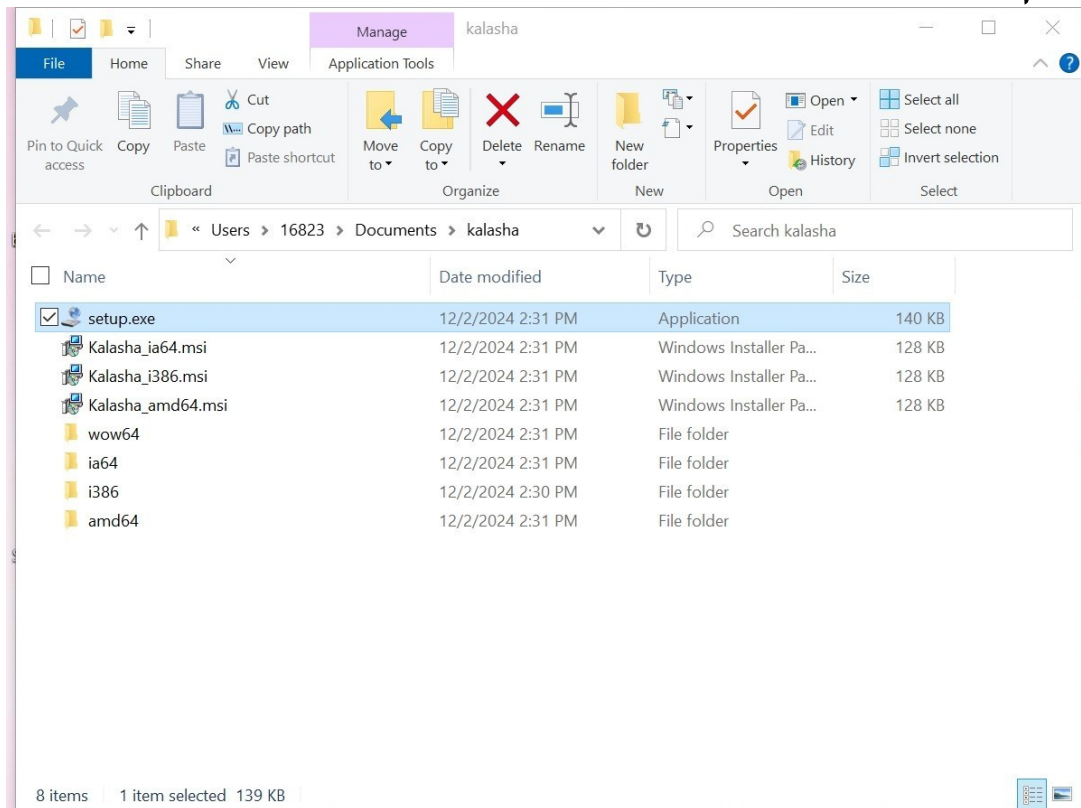 Manage kalasha
File Home Share View Application Tools
Pin to Quick access
Copy
Paste
Cut
Copy path
Paste shortcut
Move to
Copy to
Delete
Rename
New folder
Properties
Open
Edit
History
Select all
Select none
Invert selection
Clipboard Organize New Open Select
« Users > 16823 > Documents > kalasha
Search kalasha
Name Date modified Type Size
setup.exe 12/2/2024 2:31 PM Application 140 KB
Kalasha_ia64.msi 12/2/2024 2:31 PM Windows Installer Pa... 128 KB
Kalasha_i386.msi 12/2/2024 2:31 PM Windows Installer Pa... 128 KB
Kalasha_amd64.msi 12/2/2024 2:31 PM Windows Installer Pa... 128 KB
wow64 12/2/2024 2:31 PM File folder
ia64 12/2/2024 2:31 PM File folder
i386 12/2/2024 2:30 PM File folder
amd64 12/2/2024 2:31 PM File folder
8 items 1 item selected 139 KB